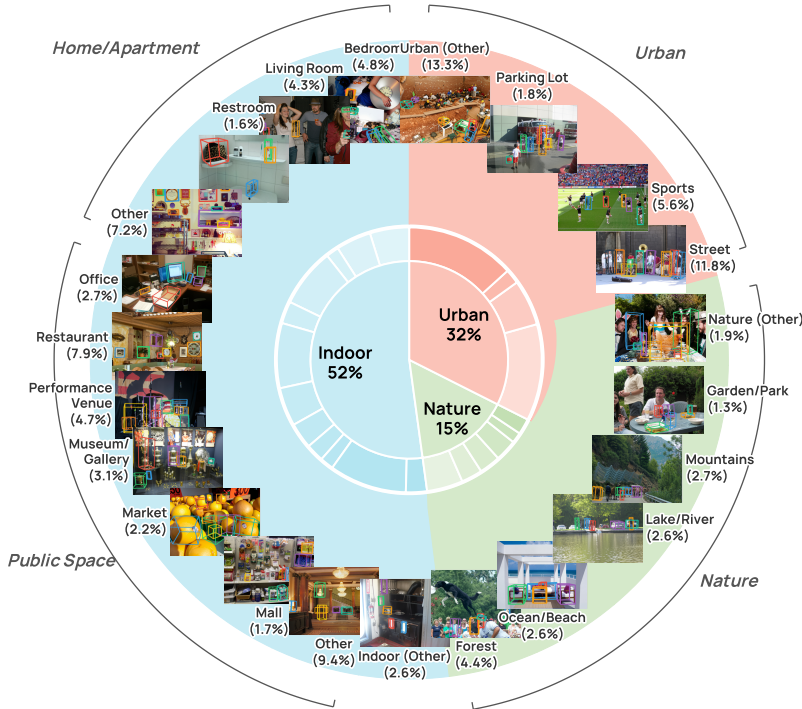 Home/Apartment
Urban
Bedroom
(4.8%)
Urban (Other)
(13.3%)
Living Room
(4.3%)
Parking Lot
(1.8%)
Restroom
(1.6%)
Sports
(5.6%)
Other
(7.2%)
Street
(11.8%)
Office
(2.7%)
Nature (Other)
(1.9%)
Restaurant
(7.9%)
Indoor
52%
Urban
32%
Nature
15%
Garden/Park
(1.3%)
Performance
Venue
(4.7%)
Museum/
Gallery
(3.1%)
Mountains
(2.7%)
Market
(2.2%)
Lake/River
(2.6%)
Public Space
Nature
Mall
(1.7%)
Ocean/Beach
(2.6%)
Other
(9.4%)
Indoor (Other)
(2.6%)
Forest
(4.4%)